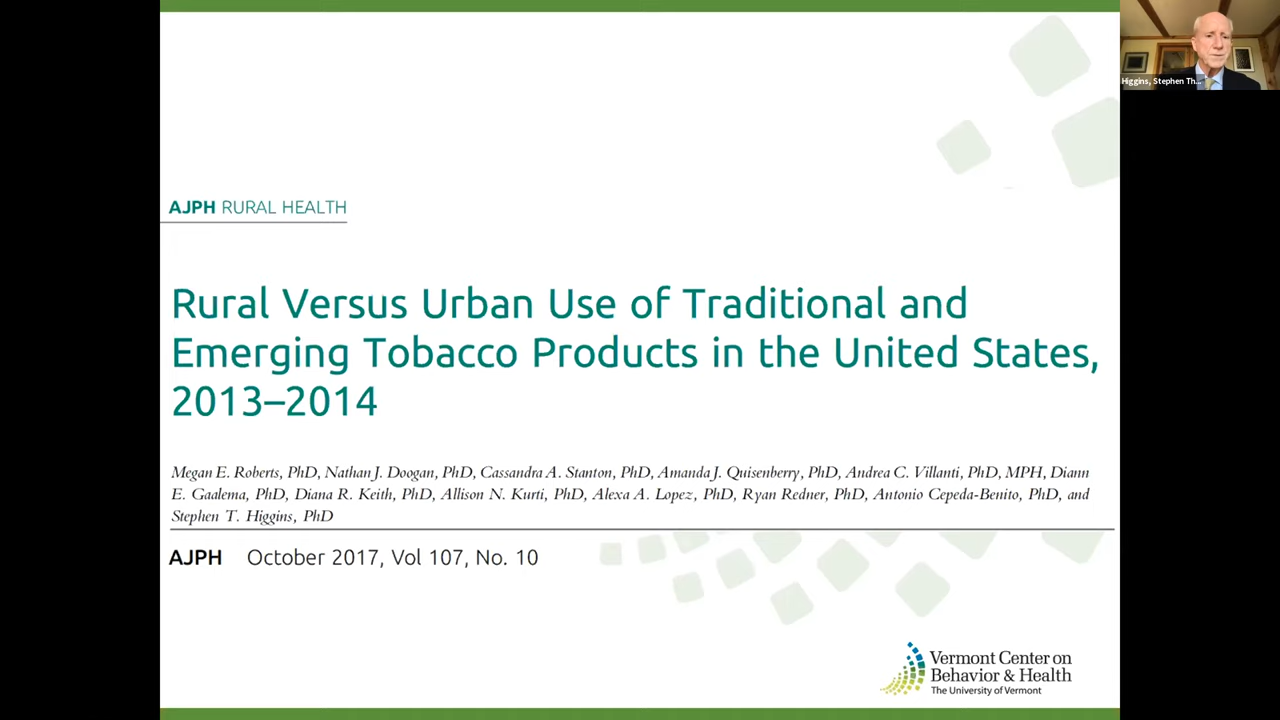 Higgins, Stephen Th...
AJPH RURAL HEALTH
Rural Versus Urban Use of Traditional and
Emerging Tobacco Products in the United States,
2013–2014
Megan E. Roberts, PhD, Nathan J. Doogan, PhD, Cassandra A. Stanton, PhD, Amanda J. Quisenberry, PhD, Andrea C. Villanti, PhD, MPH, Diann
E. Gaalema, PhD, Diana R. Keith, PhD, Allison N. Kurti, PhD, Alexa A. Lopez, PhD, Ryan Redner, PhD, Antonio Cepeda-Benito, PhD, and
Stephen T. Higgins, PhD
AJPH October 2017, Vol 107, No. 10
Vermont Center on
Behavior & Health
The University of Vermont